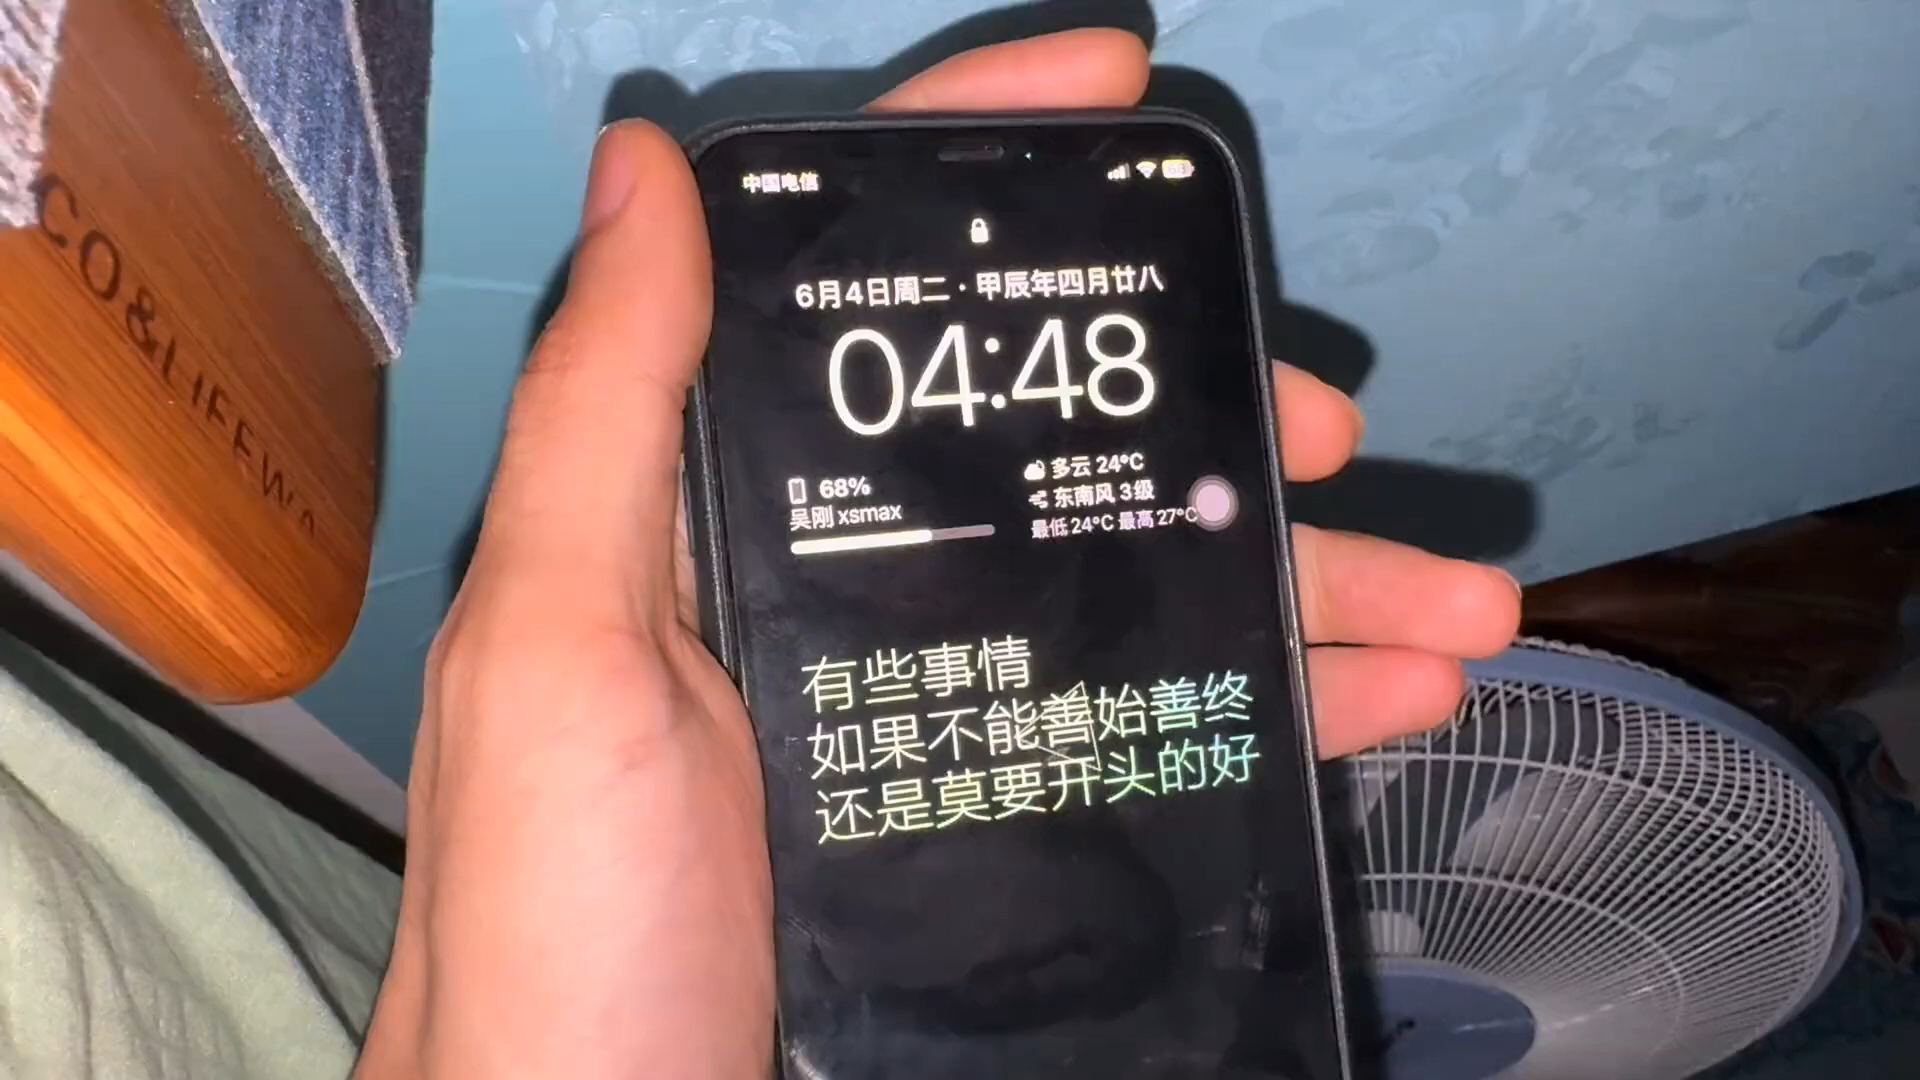 CO&LIFEWA
中国电信
68
6月4日周二·甲辰年四月廿八
04:48
68%
吴刚 xsmax
多云 24°C
东南风 3级
最低 24°C 最高 27°C
有些事情
如果不能善始善终
还是莫要开头的好